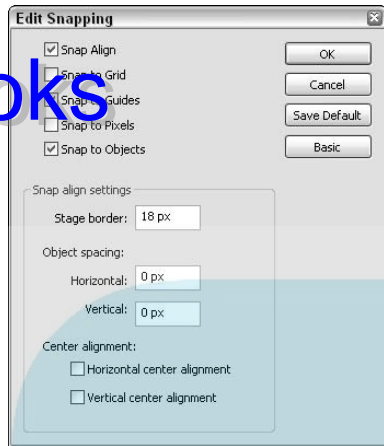 Edit Snapping
Snap Align
OK
Snap to Grid
Cancel
Snap to Guides
Save Default
Snap to Pixels
Snap to Objects
Basic
oks
Snap align settings
Stage border: 18 px
Object spacing:
Horizontal: 0 px
Vertical: 0 px
Center alignment:
Horizontal center alignment
Vertical center alignment